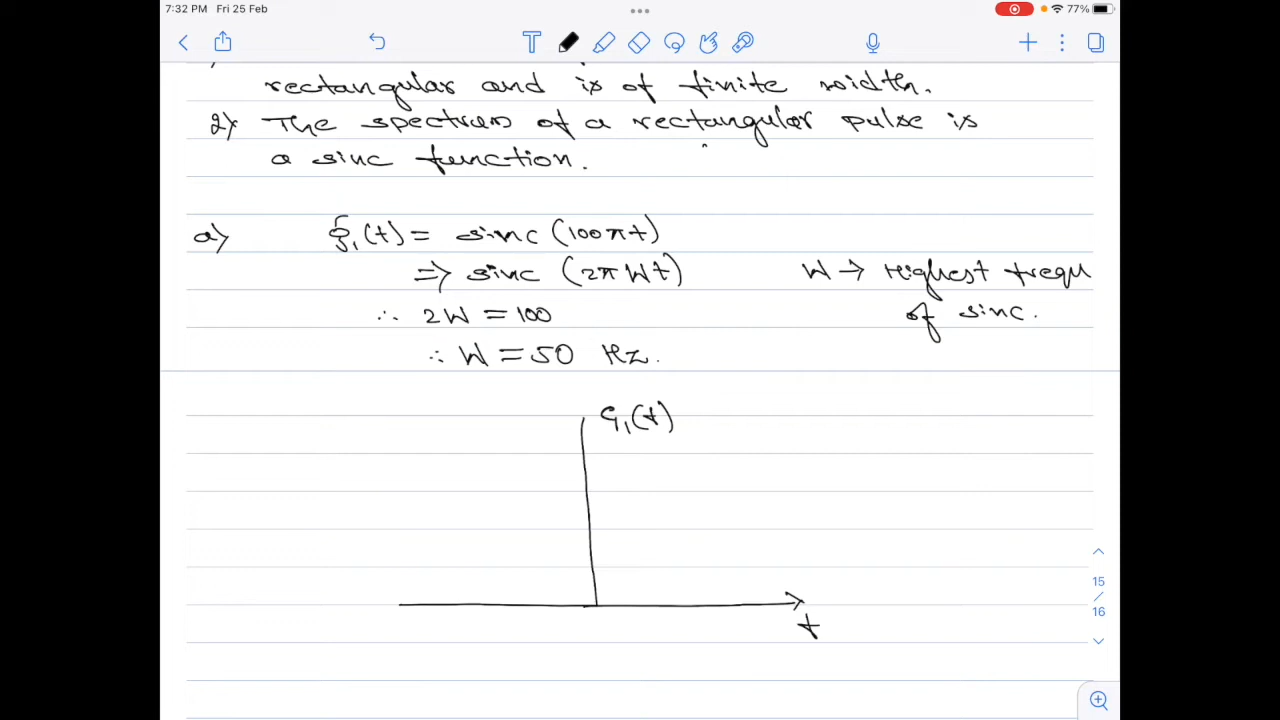 7:32 PM Fri 25 Feb
77%
rectangular and is of finite width.
2) The spectrum of a rectangular pulse is
a sinc function.
a) g₁(t) = sinc (100πt)
=> sinc (2πWt) W → Highest frequ
∴ 2W = 100 of sinc.
∴ W = 50 Hz.
G₁(t)
t
15
/
16